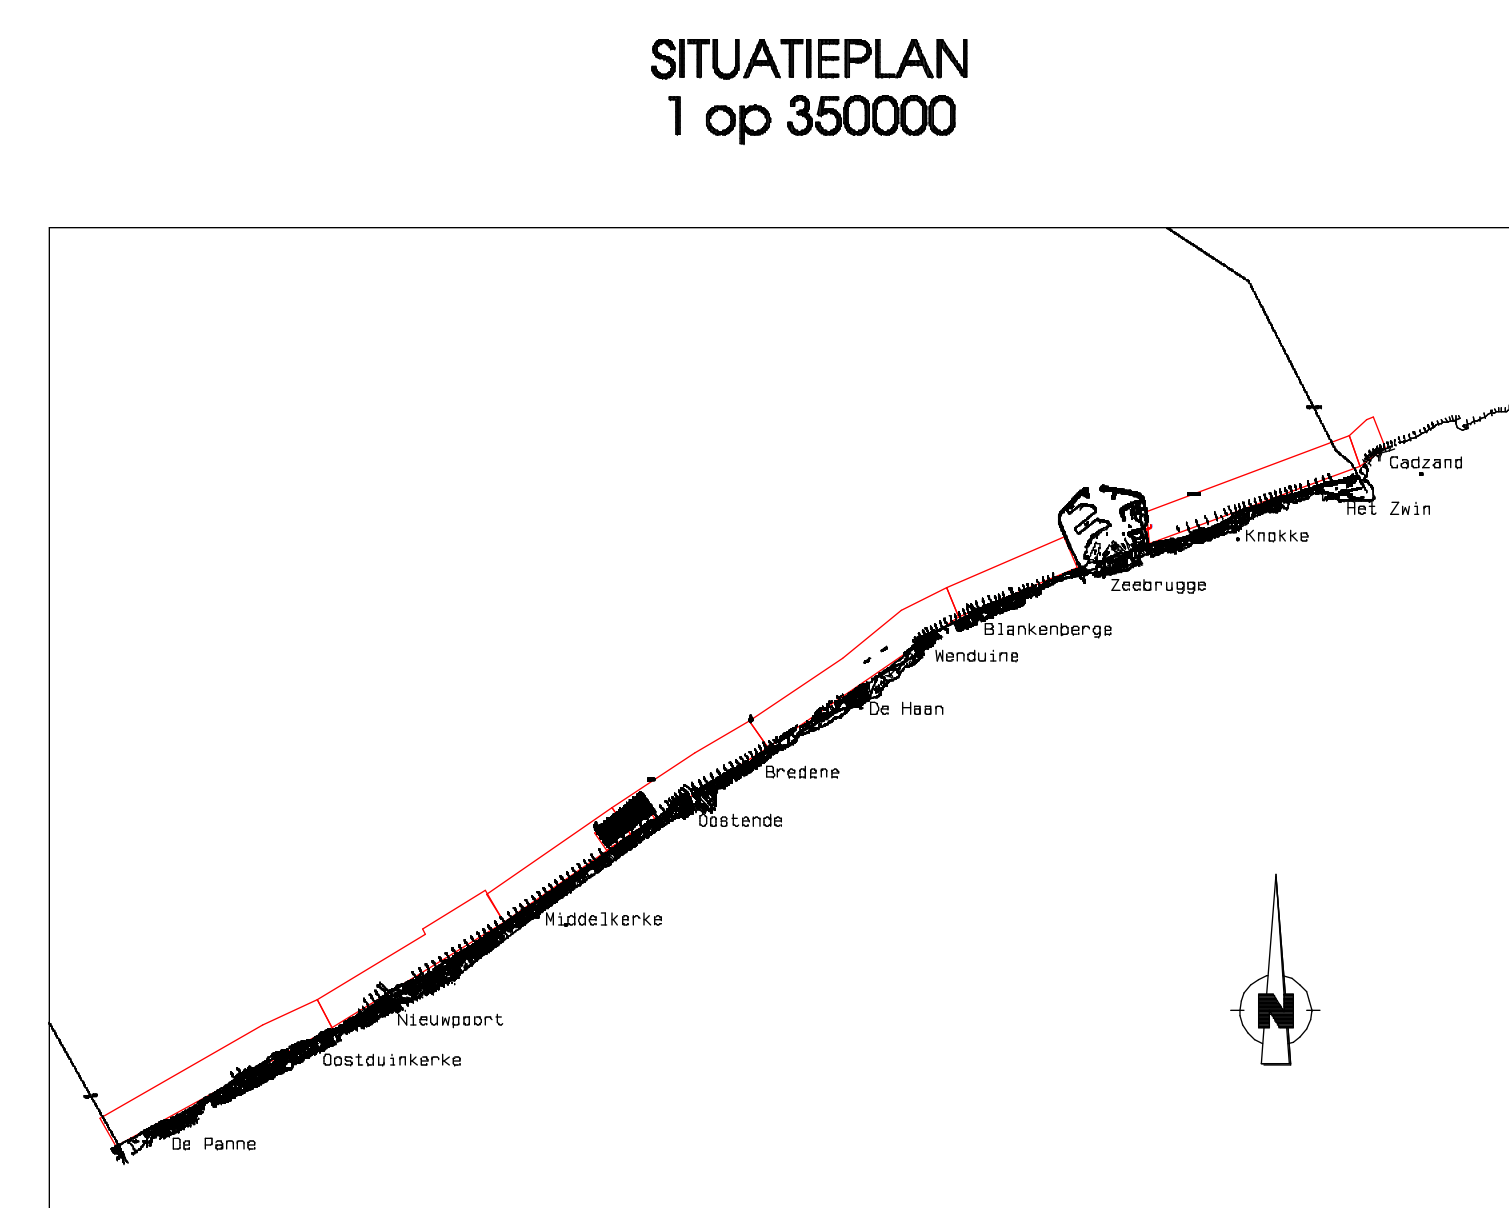 SITUATIEPLAN
1 op 350000
Cadzand
Het Zwin
Knokke
Zeebrugge
Blankenberge
Wenduine
De Haan
Bredene
Oostende
Middelkerke
Nieuwpoort
Oostduinkerke
De Panne
N